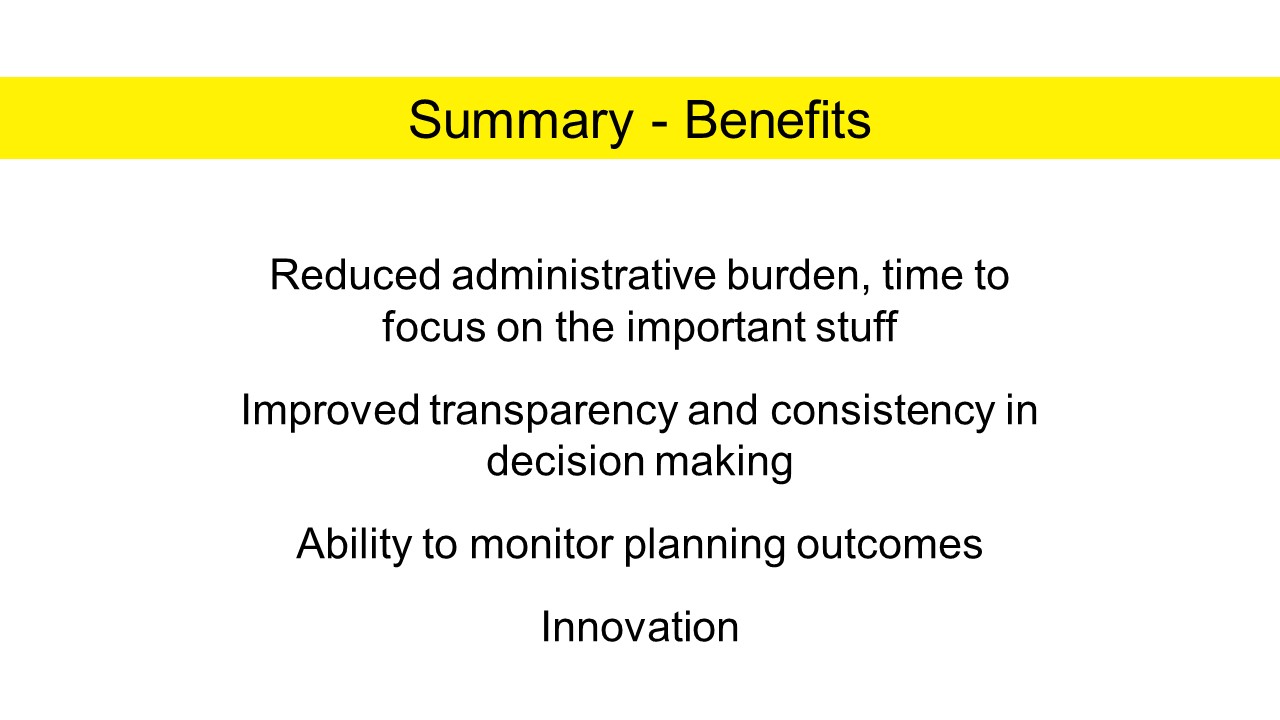 Summary - Benefits
Reduced administrative burden, time to
focus on the important stuff
Improved transparency and consistency in
decision making
Ability to monitor planning outcomes
Innovation